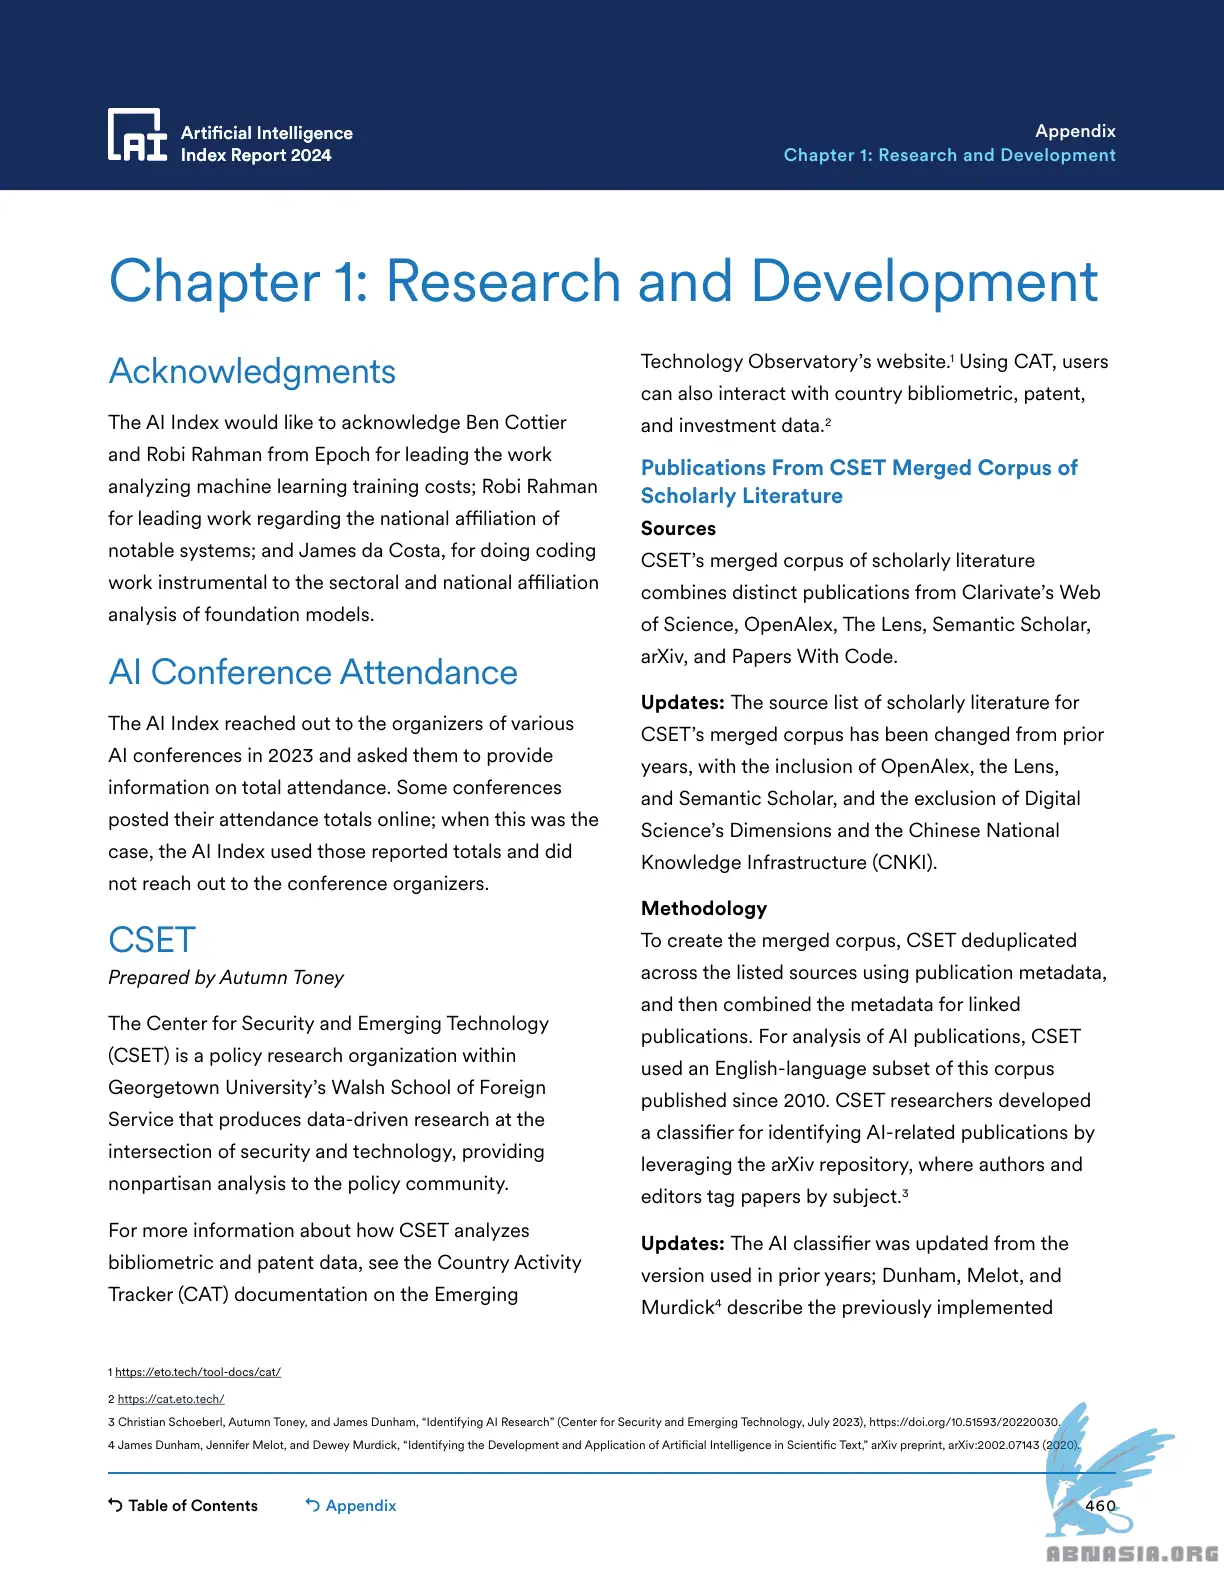 Artificial Intelligence
Index Report 2024
Appendix
Chapter 1: Research and Development
Chapter 1: Research and Development
Acknowledgments
The AI Index would like to acknowledge Ben Cottier
and Robi Rahman from Epoch for leading the work
analyzing machine learning training costs; Robi Rahman
for leading work regarding the national affiliation of
notable systems; and James da Costa, for doing coding
work instrumental to the sectoral and national affiliation
analysis of foundation models.
AI Conference Attendance
The AI Index reached out to the organizers of various
AI conferences in 2023 and asked them to provide
information on total attendance. Some conferences
posted their attendance totals online; when this was the
case, the AI Index used those reported totals and did
not reach out to the conference organizers.
CSET
Prepared by Autumn Toney
The Center for Security and Emerging Technology
(CSET) is a policy research organization within
Georgetown University’s Walsh School of Foreign
Service that produces data-driven research at the
intersection of security and technology, providing
nonpartisan analysis to the policy community.
For more information about how CSET analyzes
bibliometric and patent data, see the Country Activity
Tracker (CAT) documentation on the Emerging
Technology Observatory’s website.¹ Using CAT, users
can also interact with country bibliometric, patent,
and investment data.²
Publications From CSET Merged Corpus of
Scholarly Literature
Sources
CSET’s merged corpus of scholarly literature
combines distinct publications from Clarivate’s Web
of Science, OpenAlex, The Lens, Semantic Scholar,
arXiv, and Papers With Code.
Updates: The source list of scholarly literature for
CSET’s merged corpus has been changed from prior
years, with the inclusion of OpenAlex, the Lens,
and Semantic Scholar, and the exclusion of Digital
Science’s Dimensions and the Chinese National
Knowledge Infrastructure (CNKI).
Methodology
To create the merged corpus, CSET deduplicated
across the listed sources using publication metadata,
and then combined the metadata for linked
publications. For analysis of AI publications, CSET
used an English-language subset of this corpus
published since 2010. CSET researchers developed
a classifier for identifying AI-related publications by
leveraging the arXiv repository, where authors and
editors tag papers by subject.³
Updates: The AI classifier was updated from the
version used in prior years; Dunham, Melot, and
Murdick⁴ describe the previously implemented
1 https://eto.tech/tool-docs/cat/
2 https://cat.eto.tech/
3 Christian Schoeberl, Autumn Toney, and James Dunham, “Identifying AI Research” (Center for Security and Emerging Technology, July 2023), https://doi.org/10.51593/20220030.
4 James Dunham, Jennifer Melot, and Dewey Murdick, “Identifying the Development and Application of Artificial Intelligence in Scientific Text,” arXiv preprint, arXiv:2002.07143 (2020).
Table of Contents
Appendix
460
ABNASIA.ORG